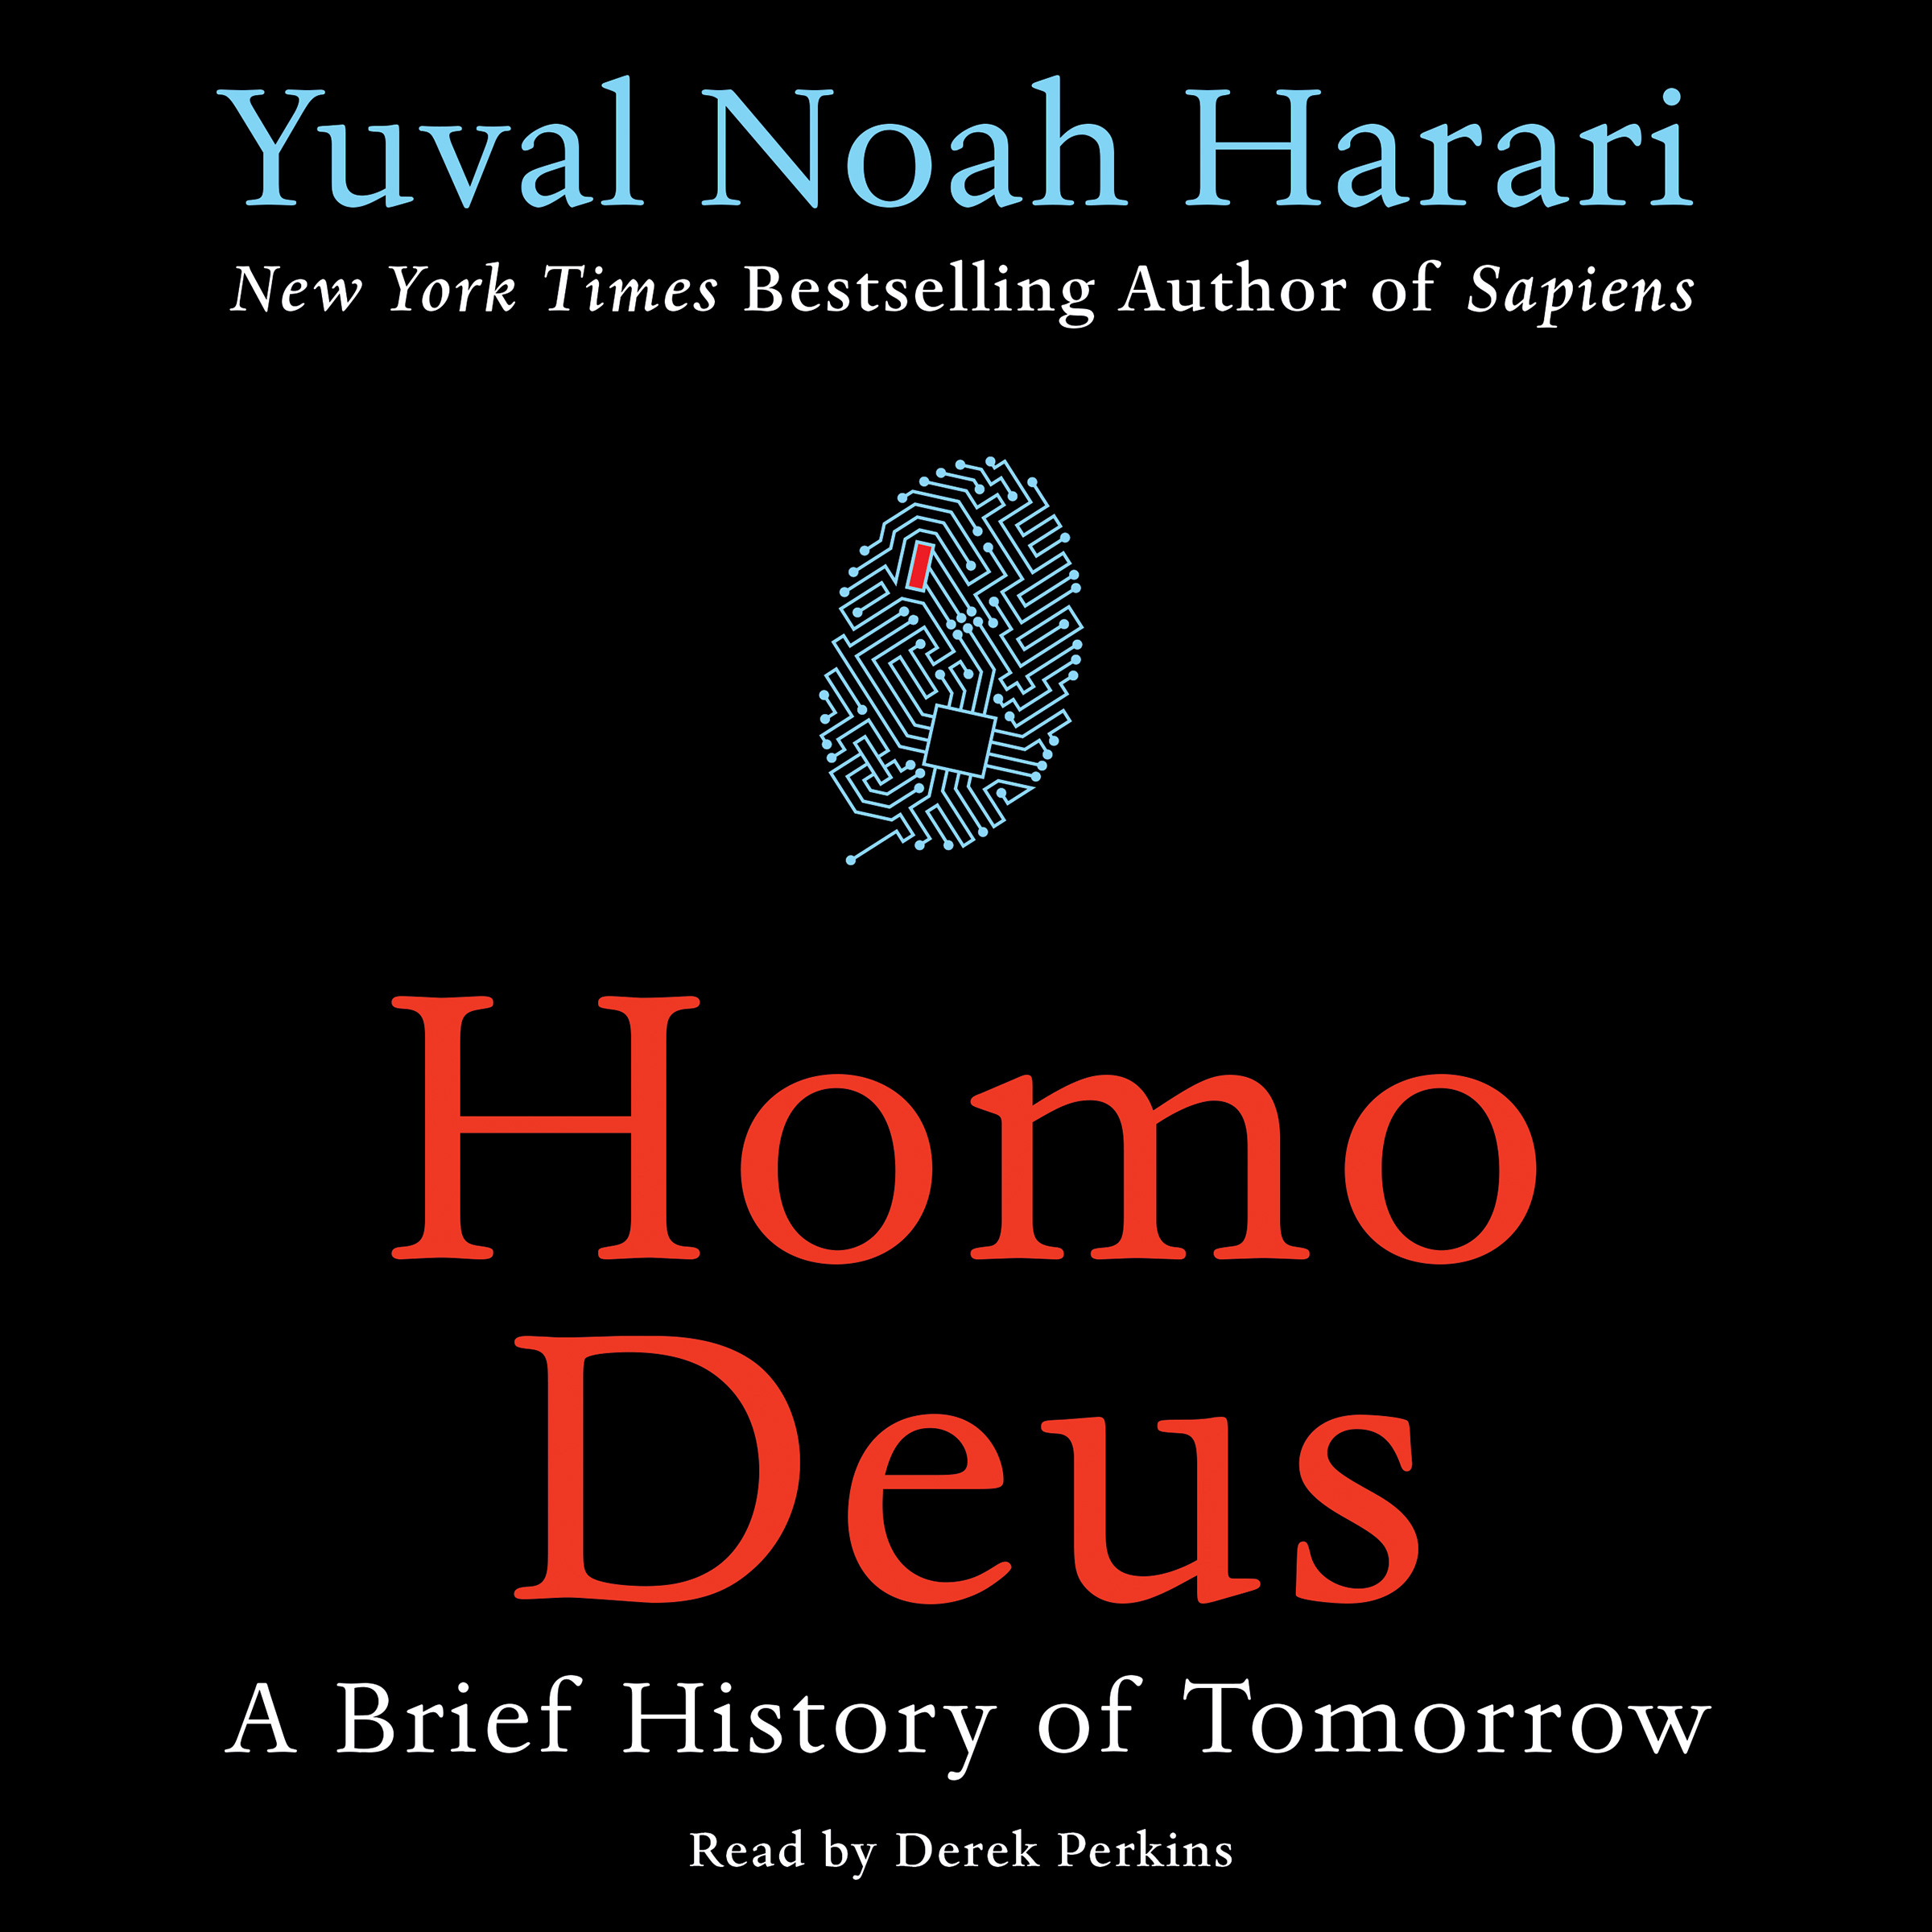 Yuval Noah Harari
New York Times Bestselling Author of Sapiens
Homo
Deus
A Brief History of Tomorrow
Read by Derek Perkins